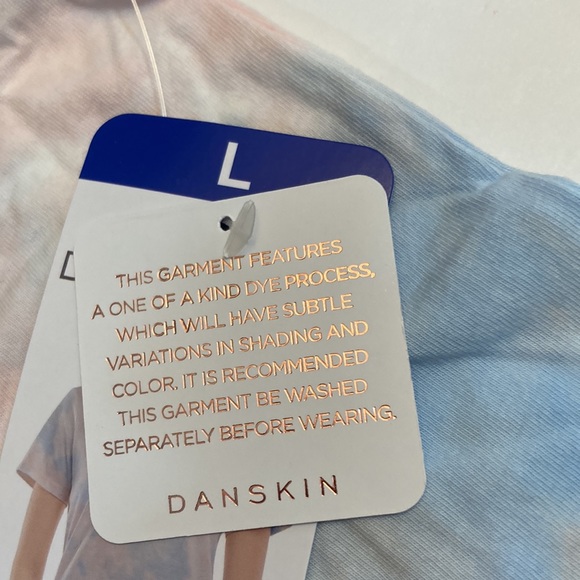 L
THIS GARMENT FEATURES
A ONE OF A KIND DYE PROCESS,
WHICH WILL HAVE SUBTLE
VARIATIONS IN SHADING AND
COLOR. IT IS RECOMMENDED
THIS GARMENT BE WASHED
SEPARATELY BEFORE WEARING.
DANSKIN